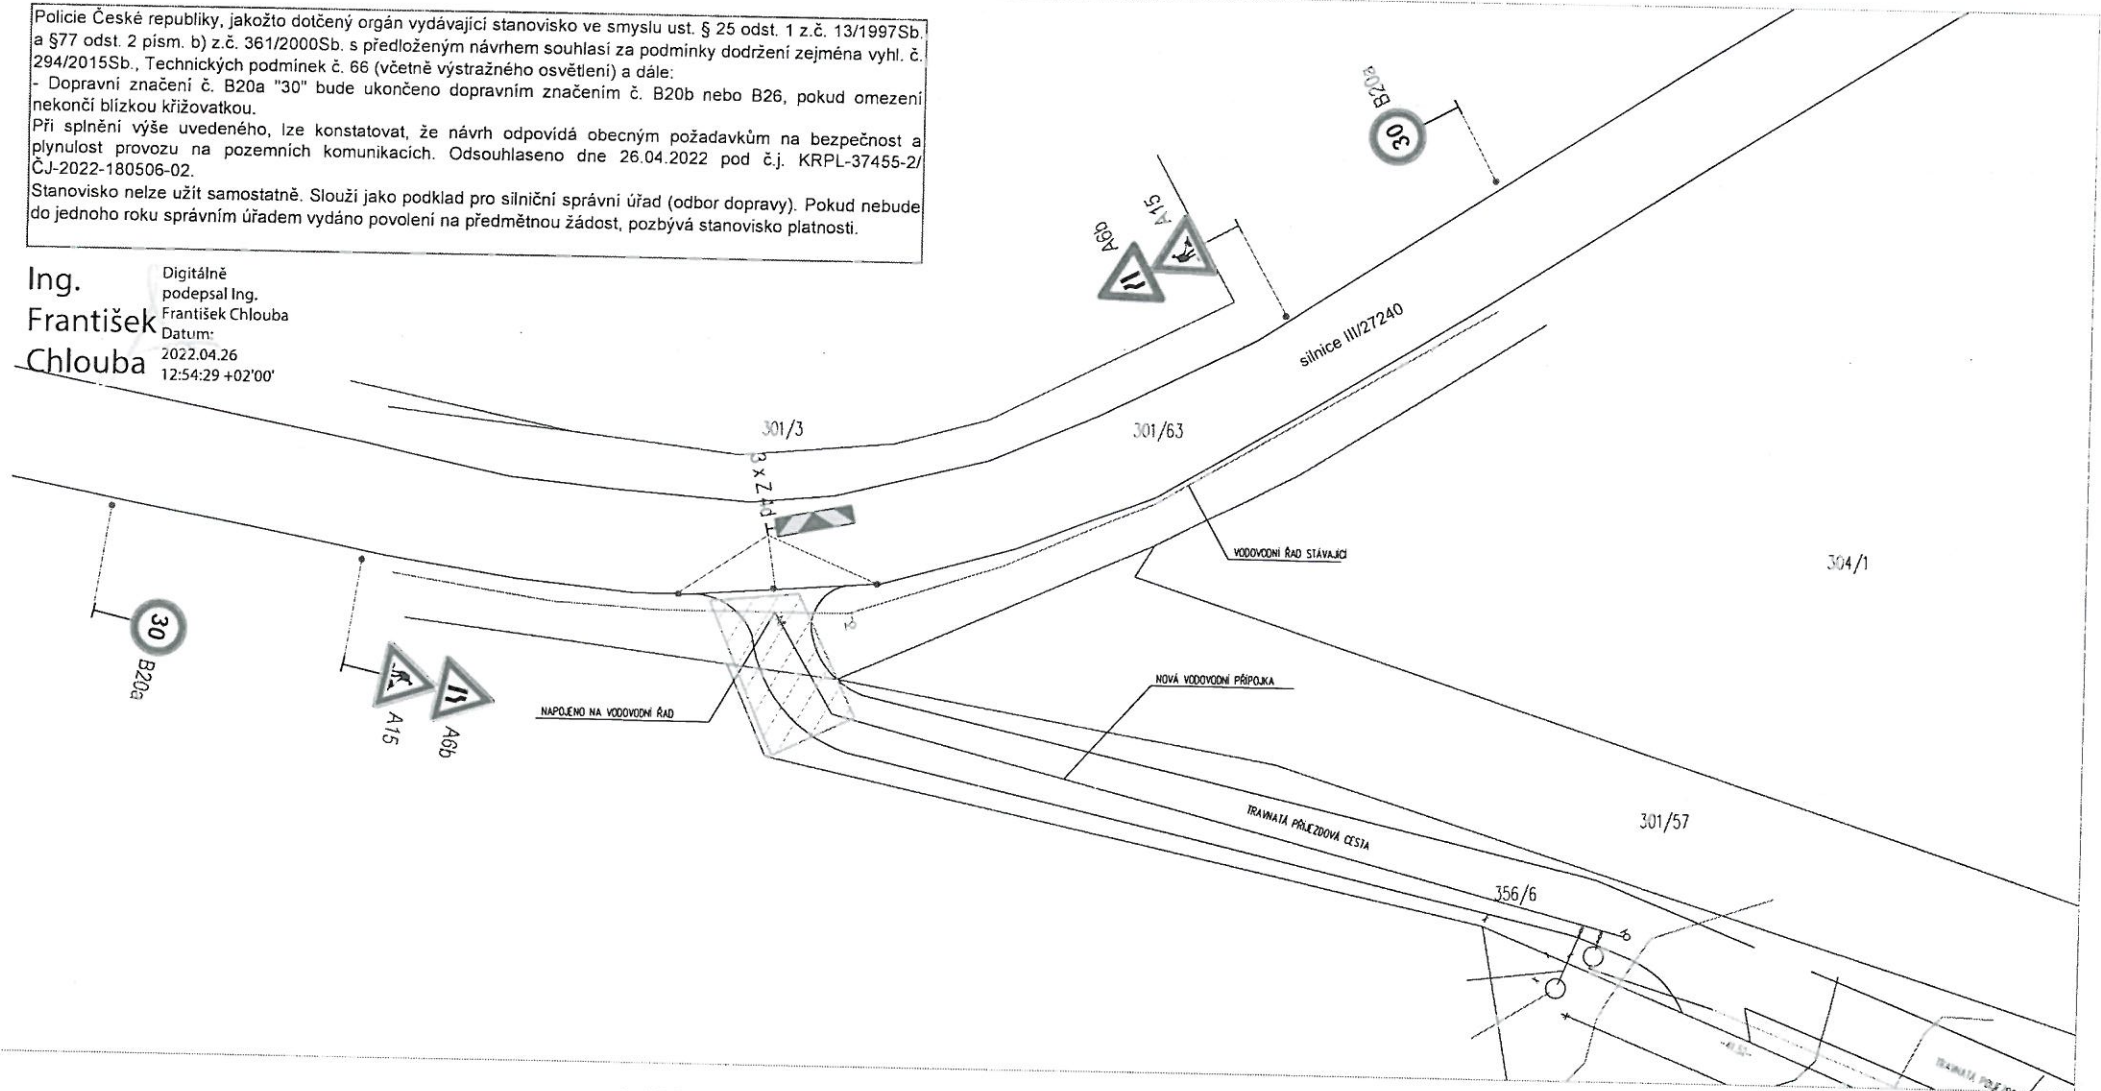 Policie České republiky, jakožto dotčený orgán vydávající stanovisko ve smyslu ust. § 25 odst. 1 z.č. 13/1997Sb.
a §77 odst. 2 písm. b) z.č. 361/2000Sb. s předloženým návrhem souhlasí za podmínky dodržení zejména vyhl. č.
294/2015Sb., Technických podmínek č. 66 (včetně výstražného osvětlení) a dále:
- Dopravní značení č. B20a "30" bude ukončeno dopravním značením č. B20b nebo B26, pokud omezení
nekončí blízkou křižovatkou.
Při splnění výše uvedeného, lze konstatovat, že návrh odpovídá obecným požadavkům na bezpečnost a
plynulost provozu na pozemních komunikacích. Odsouhlaseno dne 26.04.2022 pod č.j. KRPL-37455-2/
ČJ-2022-180506-02.
Stanovisko nelze užít samostatně. Slouží jako podklad pro silniční správní úřad (odbor dopravy). Pokud nebude
do jednoho roku správním úřadem vydáno povolení na předmětnou žádost, pozbývá stanovisko platnosti.
Ing.
František
Chlouba
Digitálně
podepsal Ing.
František Chlouba
Datum:
2022.04.26
12:54:29 +02'00'
B20a
30
A15
A6b
silnice III/27240
301/3
301/63
3 x Z4d
VODOVODNÍ ŘAD STÁVAJÍCÍ
304/1
30
B20a
A15
A6b
NAPOJENO NA VODOVODNÍ ŘAD
NOVÁ VODOVODNÍ PŘÍPOJKA
TRAVNATÁ PŘÍJEZDOVÁ CESTA
301/57
356/6
TRAVNATÁ